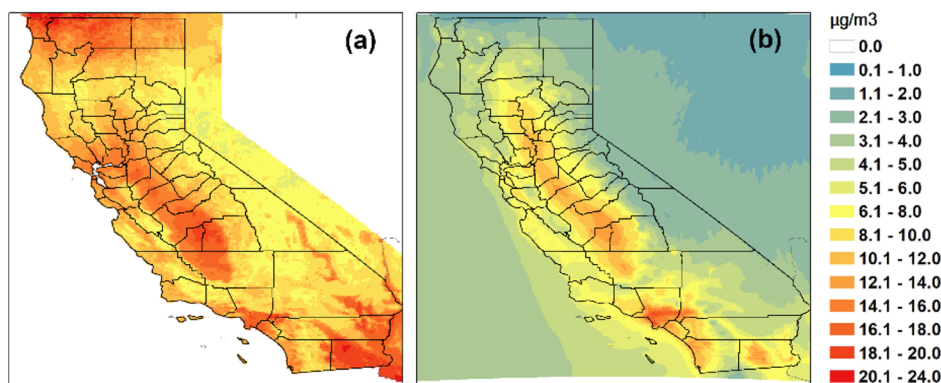 (a)
(b)
µg/m3
0.0
0.1 - 1.0
1.1 - 2.0
2.1 - 3.0
3.1 - 4.0
4.1 - 5.0
5.1 - 6.0
6.1 - 8.0
8.1 - 10.0
10.1 - 12.0
12.1 - 14.0
14.1 - 16.0
16.1 - 18.0
18.1 - 20.0
20.1 - 24.0